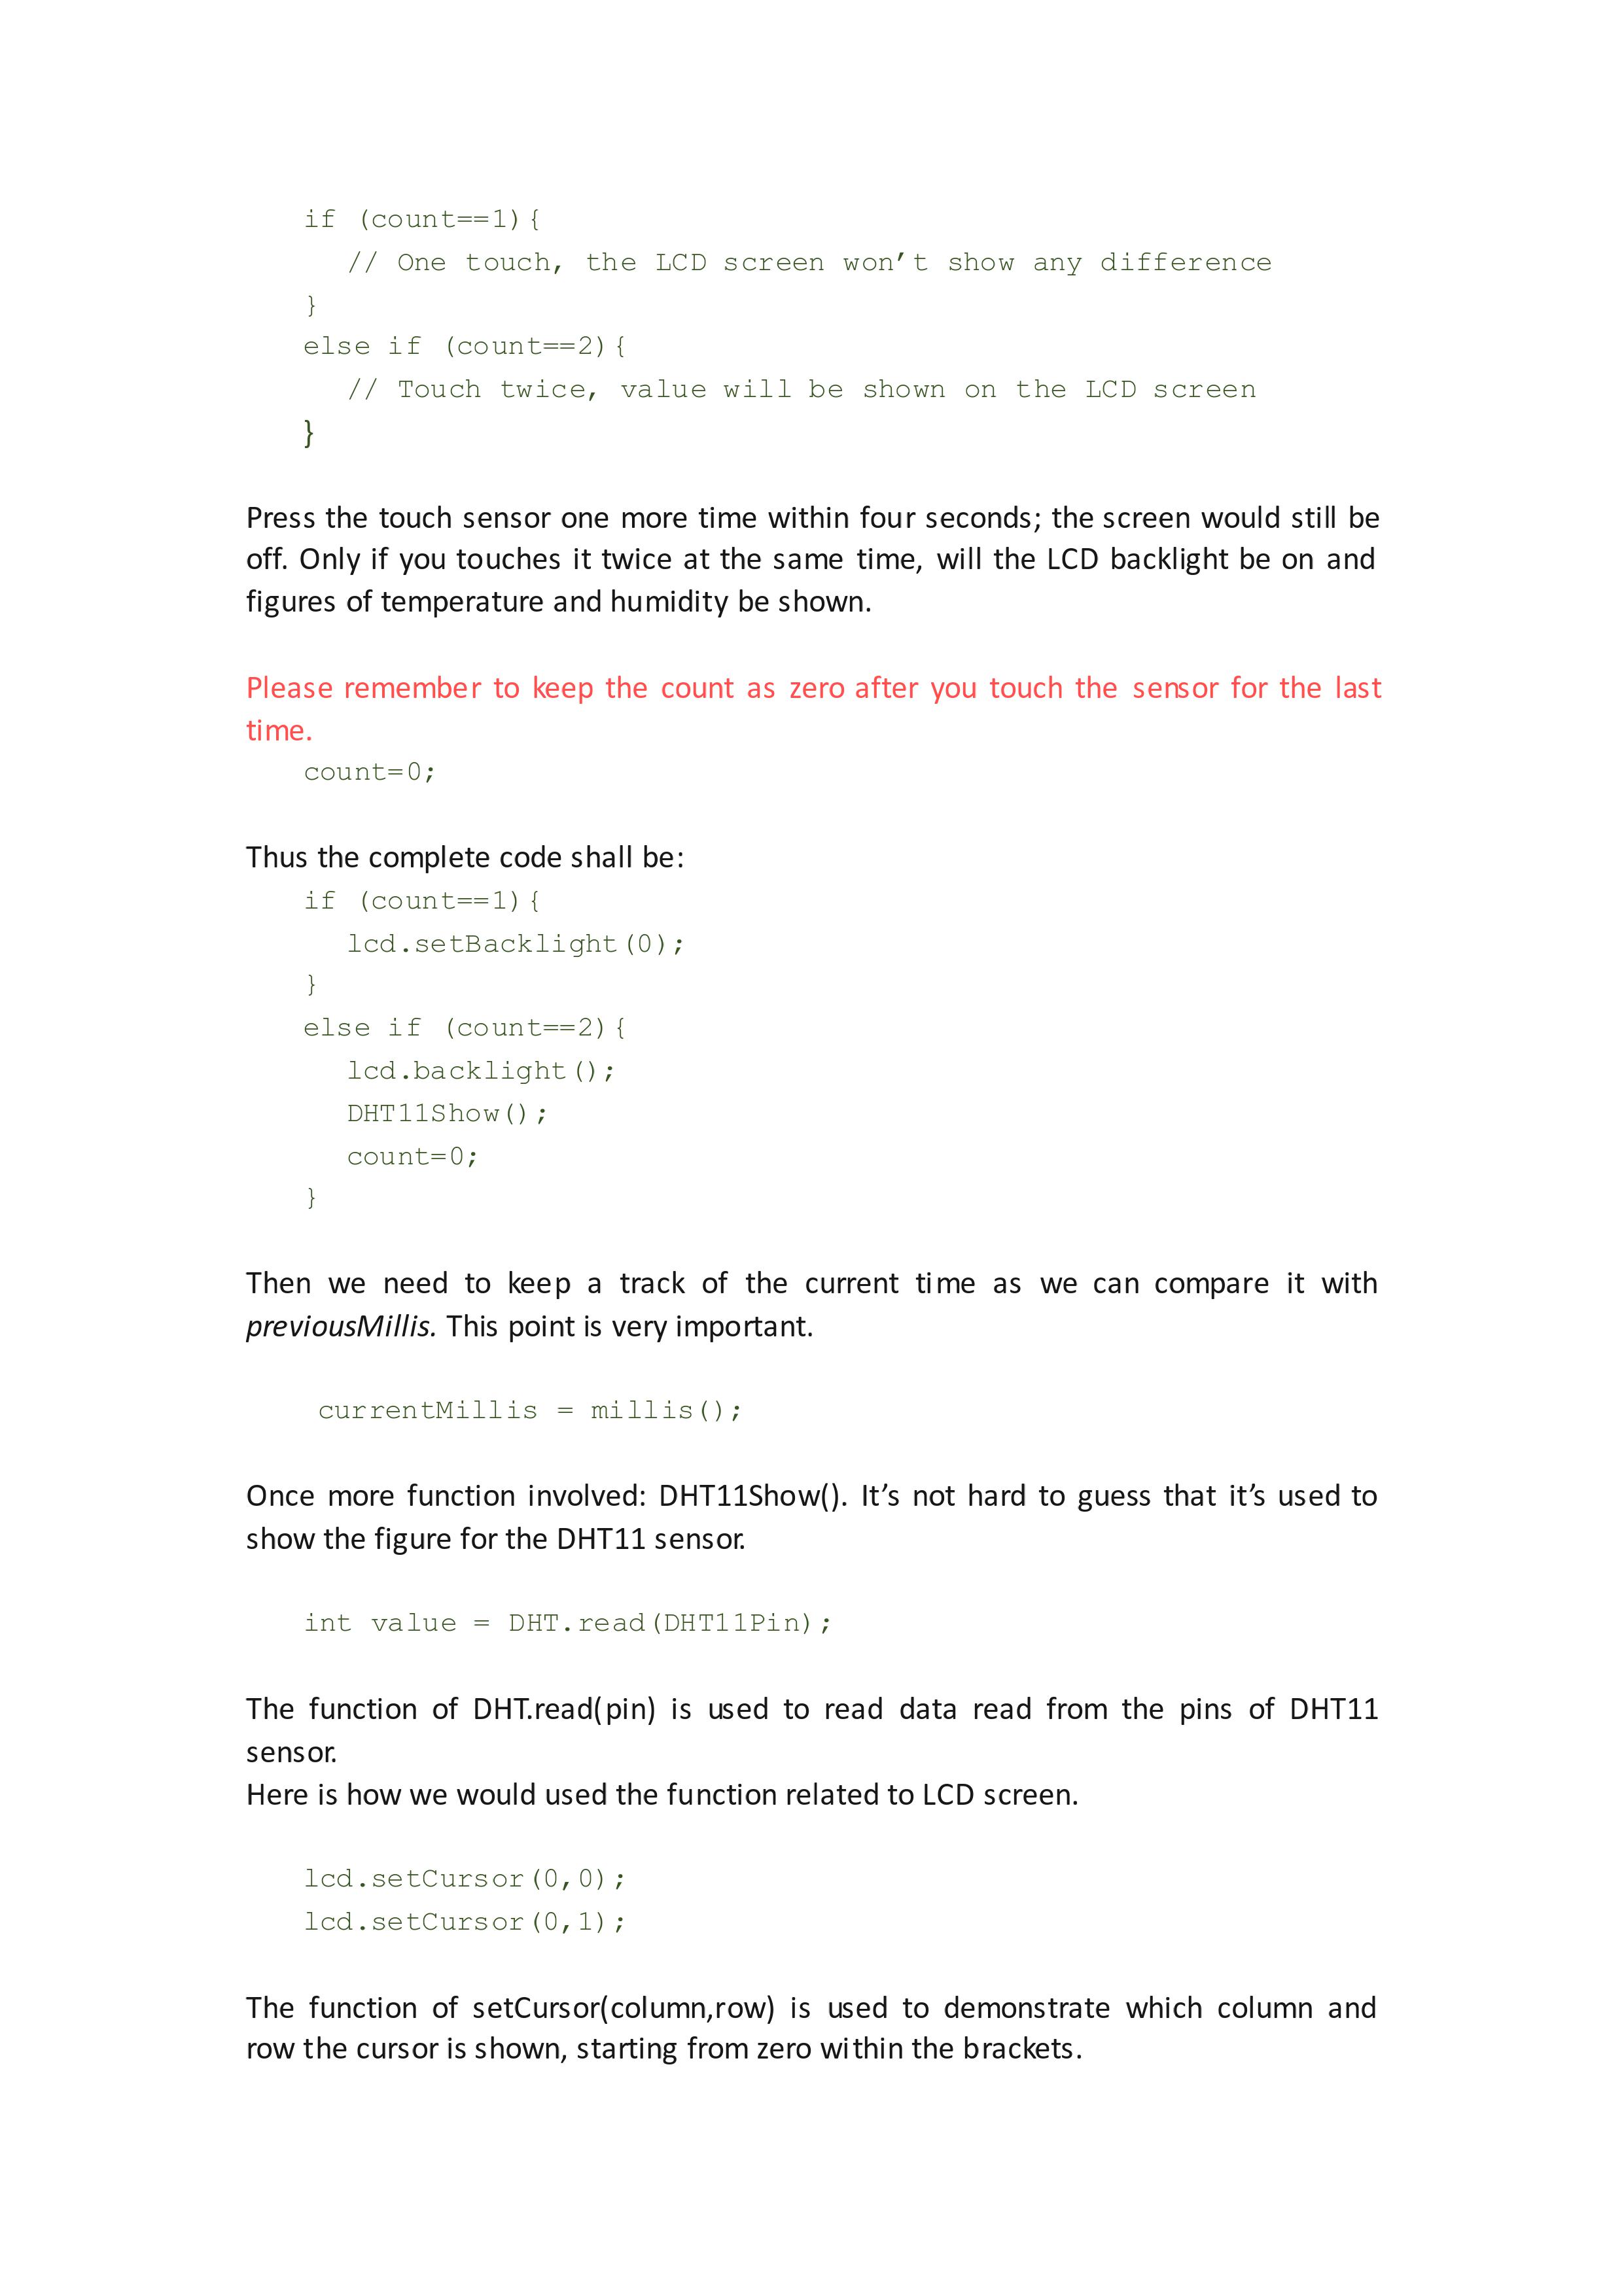 if (count==1){
// One touch, the LCD screen won’t show any difference
}
else if (count==2){
// Touch twice, value will be shown on the LCD screen
}
Press the touch sensor one more time within four seconds; the screen would still be
off. Only if you touches it twice at the same time, will the LCD backlight be on and
figures of temperature and humidity be shown.
Please remember to keep the count as zero after you touch the sensor for the last
time.
count=0;
Thus the complete code shall be:
if (count==1){
lcd.setBacklight(0);
}
else if (count==2){
lcd.backlight();
DHT11Show();
count=0;
}
Then we need to keep a track of the current time as we can compare it with
previousMillis. This point is very important.
currentMillis = millis();
Once more function involved: DHT11Show(). It’s not hard to guess that it’s used to
show the figure for the DHT11 sensor.
int value = DHT.read(DHT11Pin);
The function of DHT.read(pin) is used to read data read from the pins of DHT11
sensor.
Here is how we would used the function related to LCD screen.
lcd.setCursor(0,0);
lcd.setCursor(0,1);
The function of setCursor(column,row) is used to demonstrate which column and
row the cursor is shown, starting from zero within the brackets.